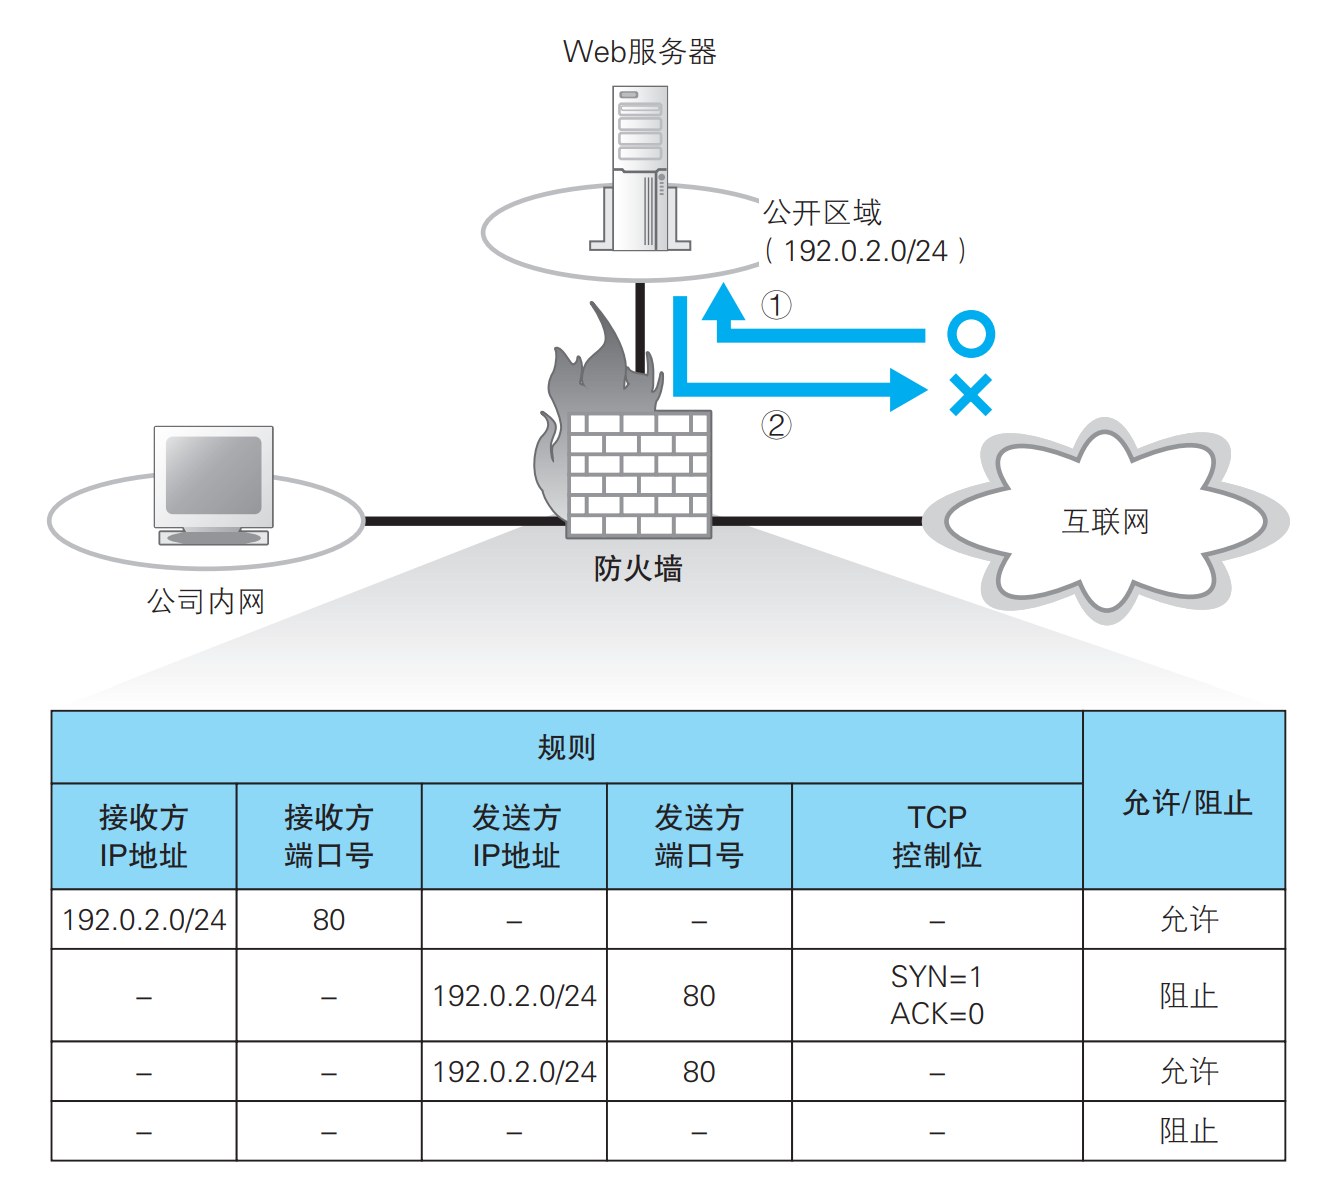 Web服务器
公开区域
（192.0.2.0/24）
①
②
互联网
防火墙
公司内网
规则
允许/阻止
接收方
IP地址
接收方
端口号
发送方
IP地址
发送方
端口号
TCP
控制位
192.0.2.0/24 80 – – – 允许
– – 192.0.2.0/24 80 SYN=1
ACK=0 阻止
– – 192.0.2.0/24 80 – 允许
– – – – – 阻止